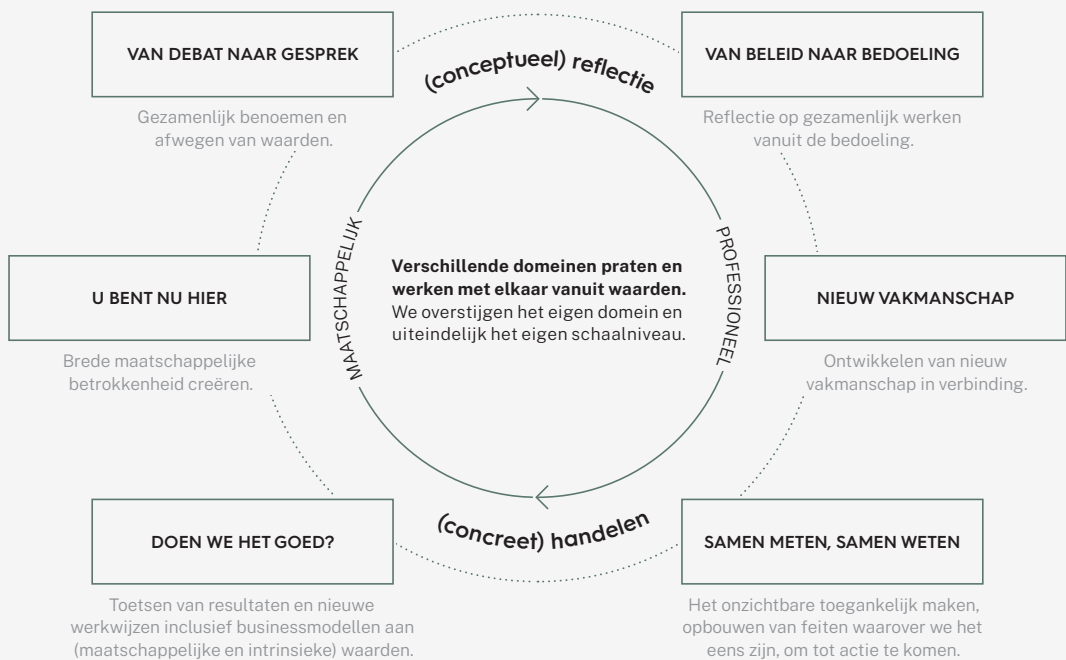 VAN DEBAT NAAR GESPREK
Gezamenlijk benoemen en
afwegen van waarden.
(conceptueel) reflectie
VAN BELEID NAAR BEDOELING
Reflectie op gezamenlijk werken
vanuit de bedoeling.
U BENT NU HIER
Brede maatschappelijke
betrokkenheid creëren.
MAATSCHAPPELIJK
Verschillende domeinen praten en
werken met elkaar vanuit waarden.
We overstijgen het eigen domein en
uiteindelijk het eigen schaalniveau.
PROFESSIONEEL
NIEUW VAKMANSCHAP
Ontwikkelen van nieuw
vakmanschap in verbinding.
DOEN WE HET GOED?
Toetsen van resultaten en nieuwe
werkwijzen inclusief businessmodellen aan
(maatschappelijke en intrinsieke) waarden.
(concreet) handelen
SAMEN METEN, SAMEN WETEN
Het onzichtbare toegankelijk maken,
opbouwen van feiten waarover we het
eens zijn, om tot actie te komen.